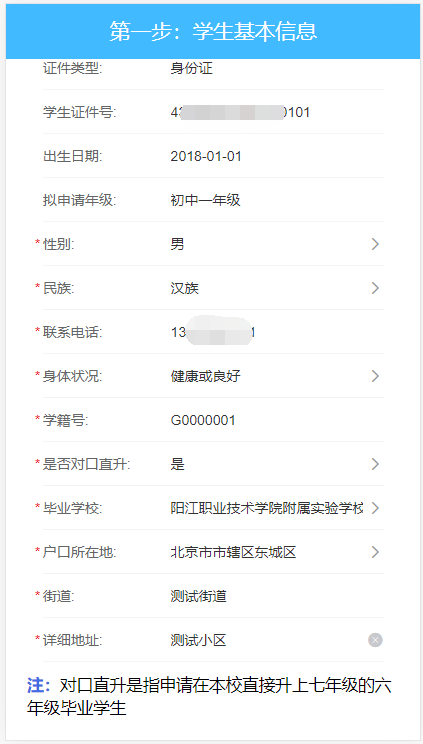 第一步：学生基本信息
证件类型: 身份证
学生证件号: 43 0101
出生日期: 2018-01-01
拟申请年级: 初中一年级
* 性别: 男
* 民族: 汉族
* 联系电话: 13
* 身体状况: 健康或良好
* 学籍号: G0000001
* 是否对口直升: 是
* 毕业学校: 阳江职业技术学院附属实验学校
* 户口所在地: 北京市市辖区东城区
* 街道: 测试街道
* 详细地址: 测试小区
注：对口直升是指申请在本校直接升上七年级的六
年级毕业学生